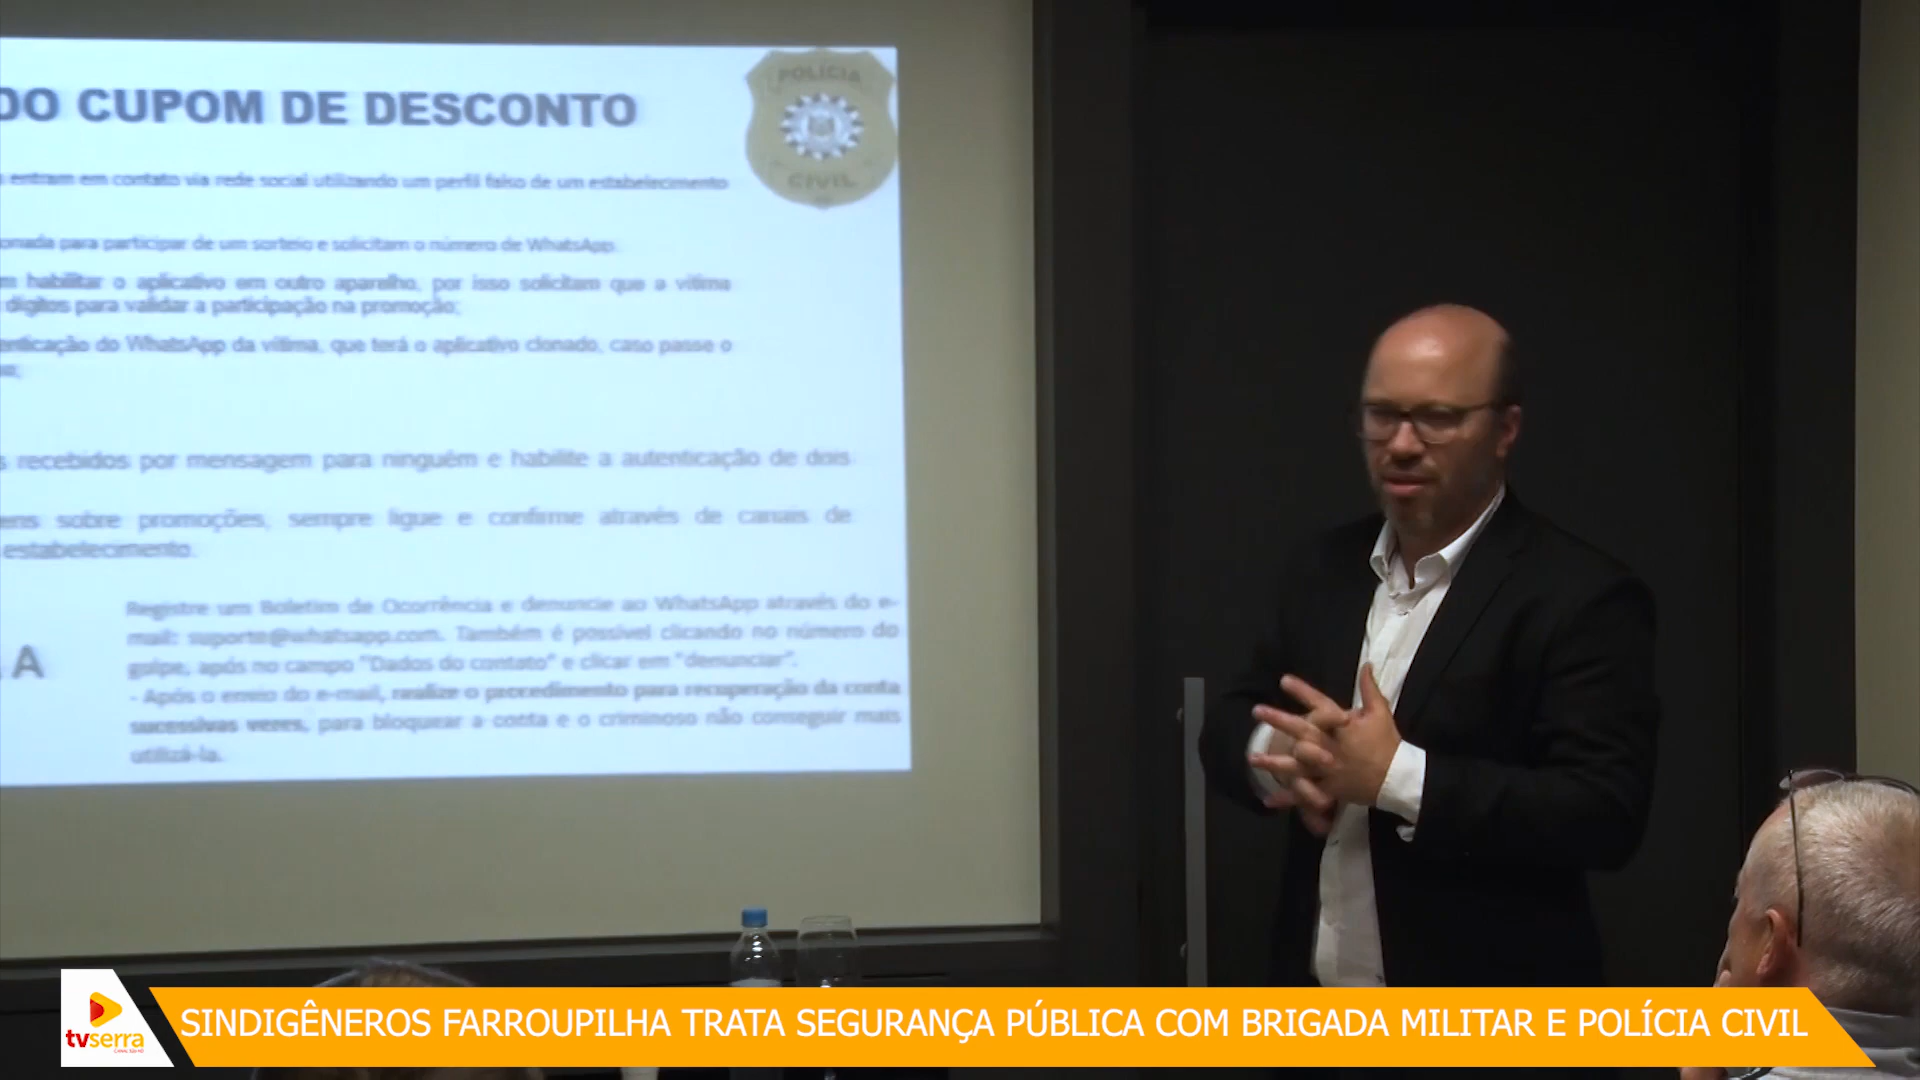 DO CUPOM DE DESCONTO
POLÍCIA
CIVIL
entram em contato via rede social utilizando um perfil falso de um estabelecimento
para participar de um sorteio e solicitam o número de WhatsApp.
habilitar o aplicativo em outro aparelho, por isso solicitam que a vítima
dígitos para validar a participação na promoção;
do WhatsApp da vítima, que terá o aplicativo clonado, caso passe o
recebidos por mensagem para ninguém e habilite a autenticação de dois
sobre promoções, sempre ligue e confirme através de canais de
estabelecimento.
A
Registre um Boletim de Ocorrência e denuncie ao WhatsApp através do e-
mail: suporte@whatsapp.com. Também é possível clicando no número do
golpe, após no campo "Dados do contato" e clicar em "denunciar".
- Após o envio do e-mail, realize o procedimento para recuperação da conta
sucessivas vezes, para bloquear a conta e o criminoso não conseguir mais
utilizá-la.
tvserra
SINDIGÊNEROS FARROUPILHA TRATA SEGURANÇA PÚBLICA COM BRIGADA MILITAR E POLÍCIA CIVIL